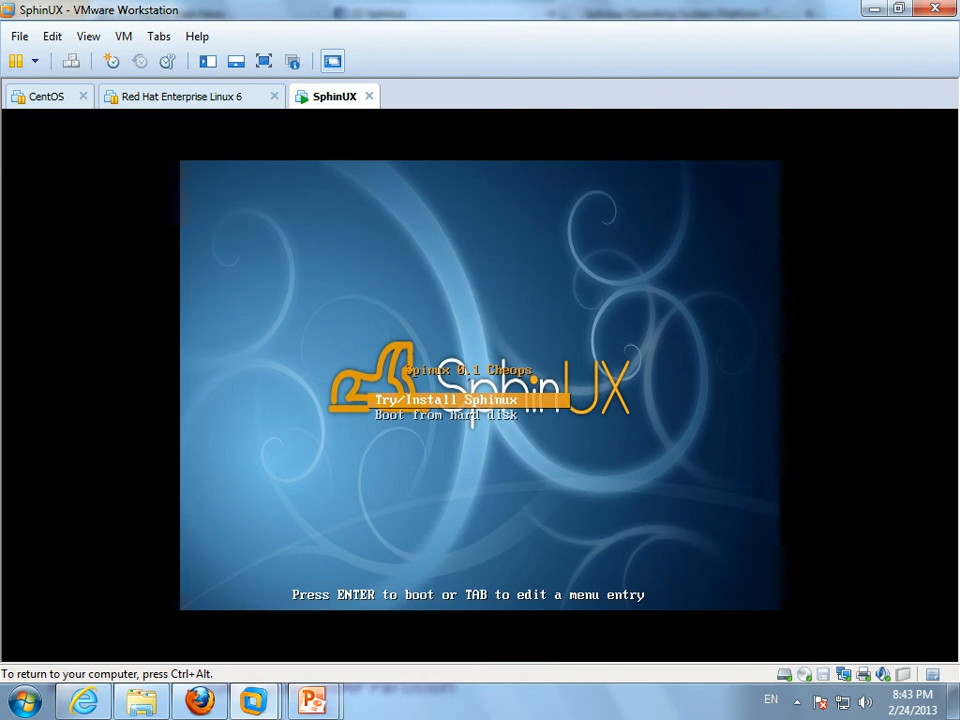 SphinUX - VMware Workstation
File Edit View VM Tabs Help
CentOS Red Hat Enterprise Linux 6 SphinUX
Spinux 0.1 Cheops
SphinUX
Try/Install Sphinux
Boot from hard disk
Press ENTER to boot or TAB to edit a menu entry
To return to your computer, press Ctrl+Alt.
EN
8:43 PM
2/24/2013